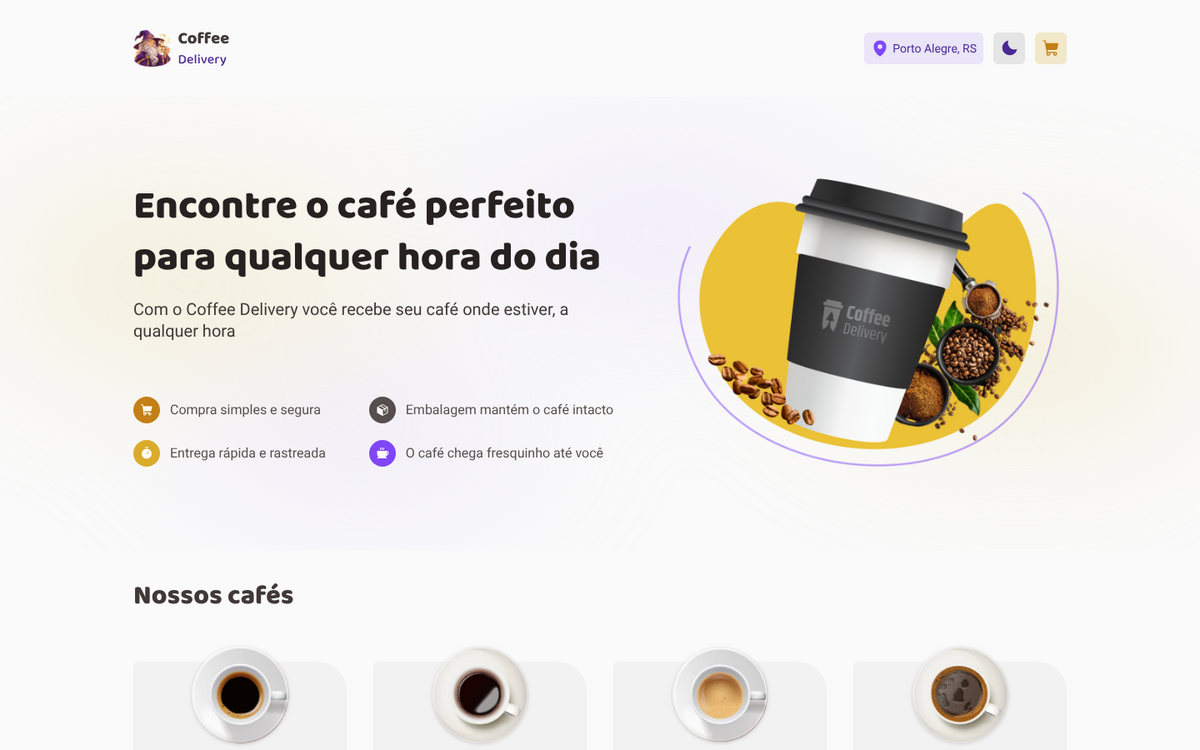 Coffee
Delivery
Porto Alegre, RS
Encontre o café perfeito
para qualquer hora do dia
Com o Coffee Delivery você recebe seu café onde estiver, a
qualquer hora
Coffee
Delivery
Compra simples e segura
Embalagem mantém o café intacto
Entrega rápida e rastreada
O café chega fresquinho até você
Nossos cafés